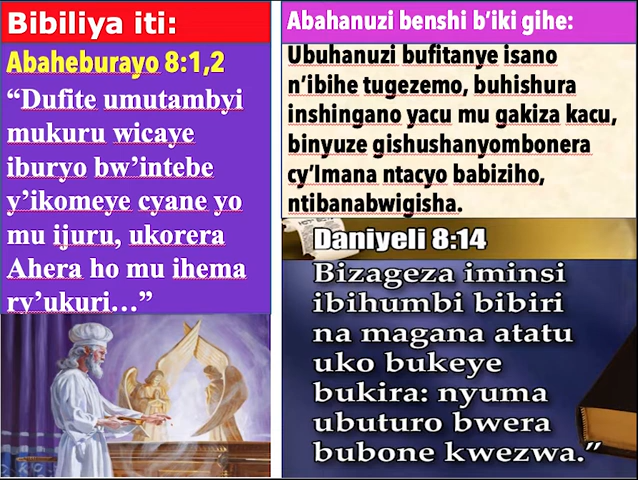 Bibiliya iti:
Abaheburayo 8:1,2
“Dufite umutambyi
mukuru wicaye
iburyo bw’intebe
y’ikomeye cyane yo
mu ijuru, ukorera
Ahera ho mu ihema
ry’ukuri…”
Abahanuzi benshi b’iki gihe:
Ubuhanuzi bufitanye isano
n’ibihe tugezemo, buhishura
inshingano yacu mu gakiza kacu,
binyuze gishushanyombonera
cy’Imana ntacyo babiziho,
ntibanabwigisha.
Daniyeli 8:14
Bizageza iminsi
ibihumbi bibiri
na magana atatu
uko bukeye
bukira: nyuma
ubuturo bwera
bubone kwezwa.”